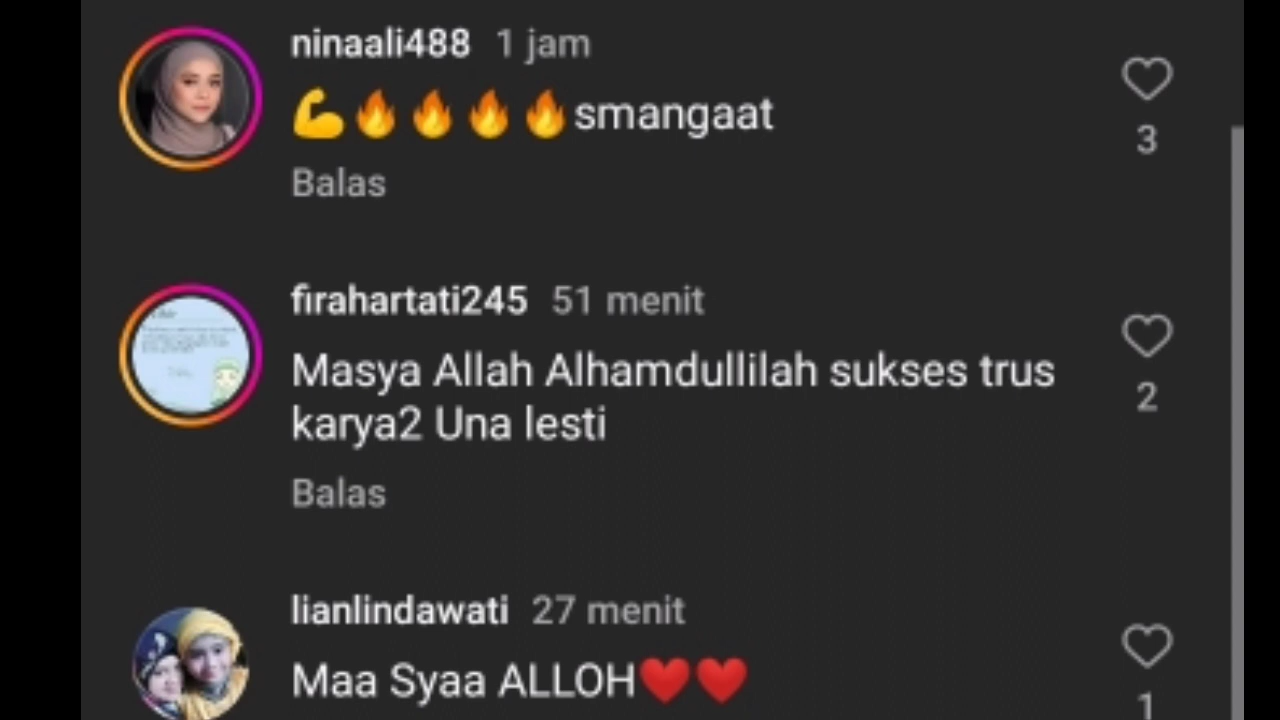 ninaali488 1 jam
💪🔥🔥🔥🔥smangaat
3
Balas
firahartati245 51 menit
Masya Allah Alhamdullilah sukses trus
2
karya2 Una lesti
Balas
lianlindawati 27 menit
Maa Syaa ALLOH❤️❤️
1